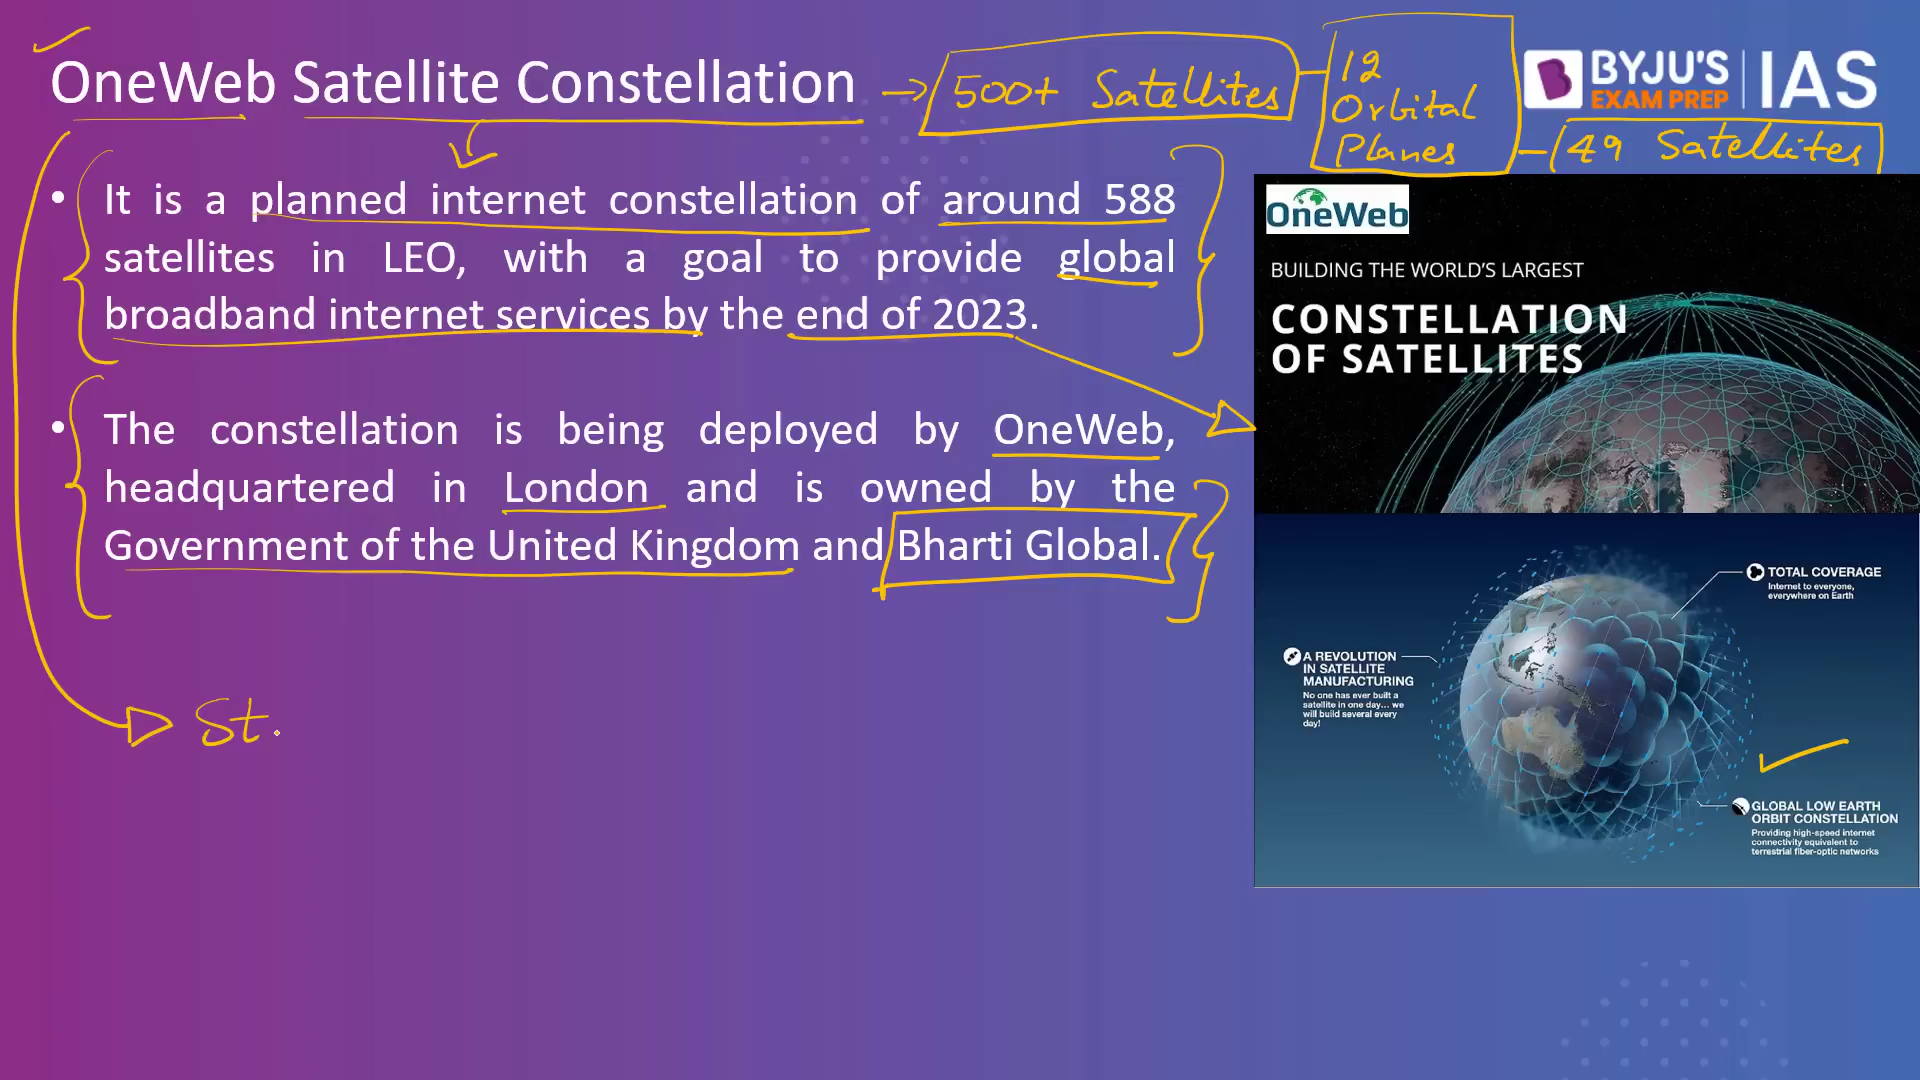 OneWeb Satellite Constellation
→ 500+ Satellites
12
Orbital
Planes
49 Satellites
BYJU'S
EXAM PREP
IAS
• It is a planned internet constellation of around 588
satellites in LEO, with a goal to provide global
broadband internet services by the end of 2023.
• The constellation is being deployed by OneWeb,
headquartered in London and is owned by the
Government of the United Kingdom and Bharti Global.
St.
OneWeb
BUILDING THE WORLD'S LARGEST
CONSTELLATION
OF SATELLITES
TOTAL COVERAGE
Internet to everyone,
everywhere on Earth
A REVOLUTION
IN SATELLITE
MANUFACTURING
No one has ever built a
satellite in one day... we
will build several every
day!
GLOBAL LOW EARTH
ORBIT CONSTELLATION
Providing high-speed internet
connectivity equivalent to
terrestrial fiber-optic networks